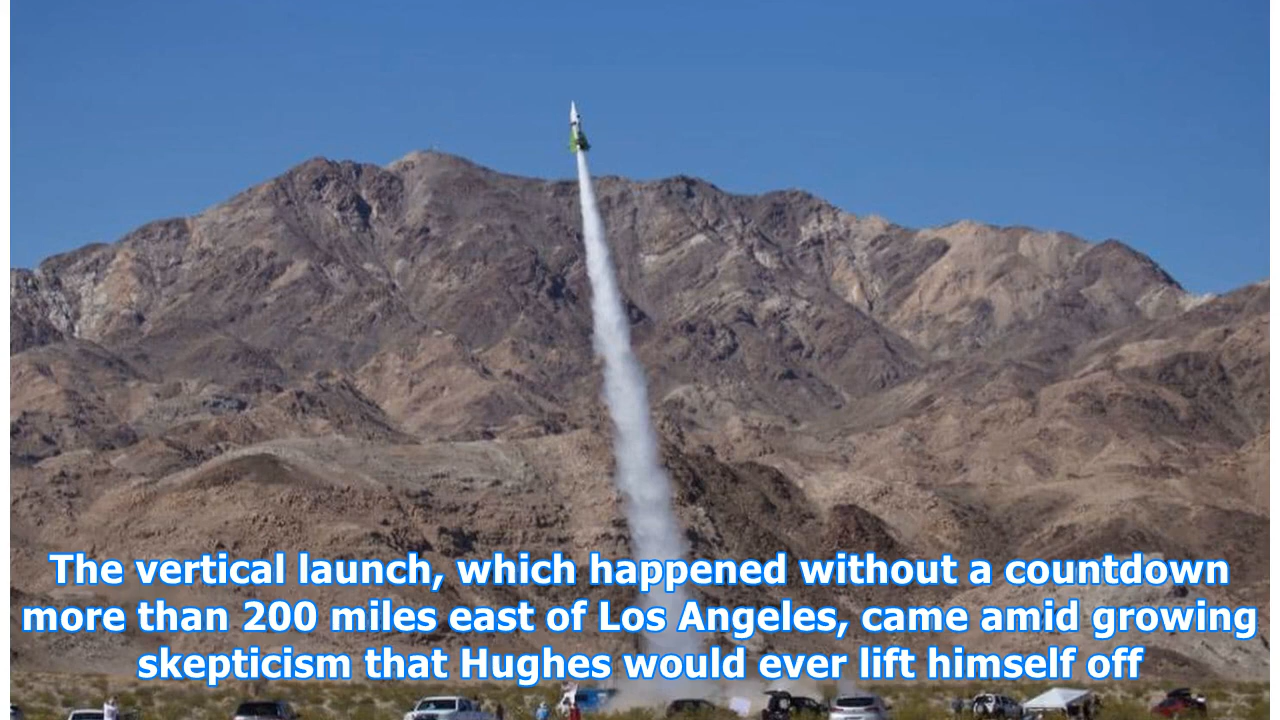 The vertical launch, which happened without a countdown
more than 200 miles east of Los Angeles, came amid growing
skepticism that Hughes would ever lift himself off